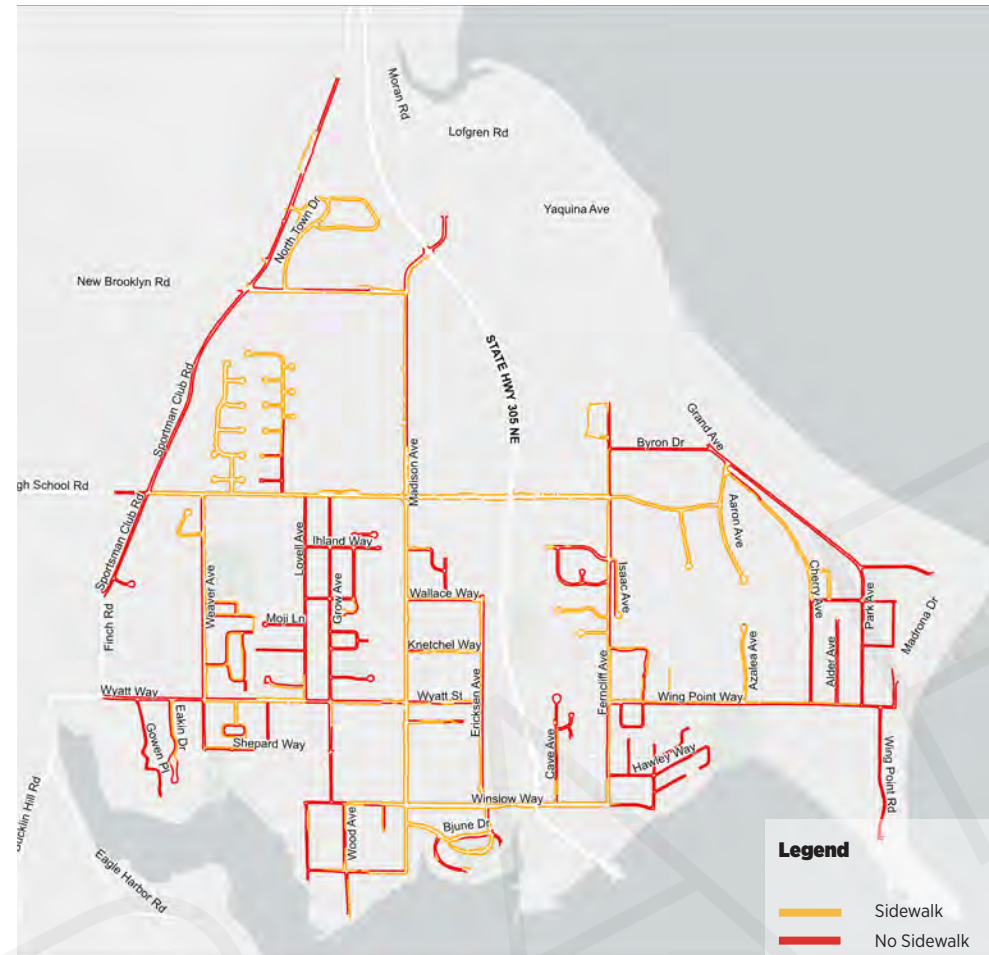 Moran Rd
Lofgren Rd
Yaquina Ave
North Town Dr
New Brooklyn Rd
STATE HWY 305 NE
Sportman Club Rd
Grand Ave
Byron Dr
Madison Ave
gh School Rd
Aaron Ave
Sportsman Club Rd
Lovell Ave
Ihland Way
Isaac Ave
Weaver Ave
Grow Ave
Cherry Ave
Wallace Way
Park Ave
Finch Rd
Moji Ln
Madrona Dr
Knetchel Way
Azalea Ave
Alder Ave
Wyatt Way
Wyatt St
Ericksen Ave
Ferncliff Ave
Wing Point Way
Eakin Dr
Gowen Pl
Shepard Way
Cave Ave
Hawley Way
Wing Point Rd
Winslow Way
Bjune Dr
Wood Ave
Bucklin Hill Rd
Eagle Harbor Rd
Legend
Sidewalk
No Sidewalk